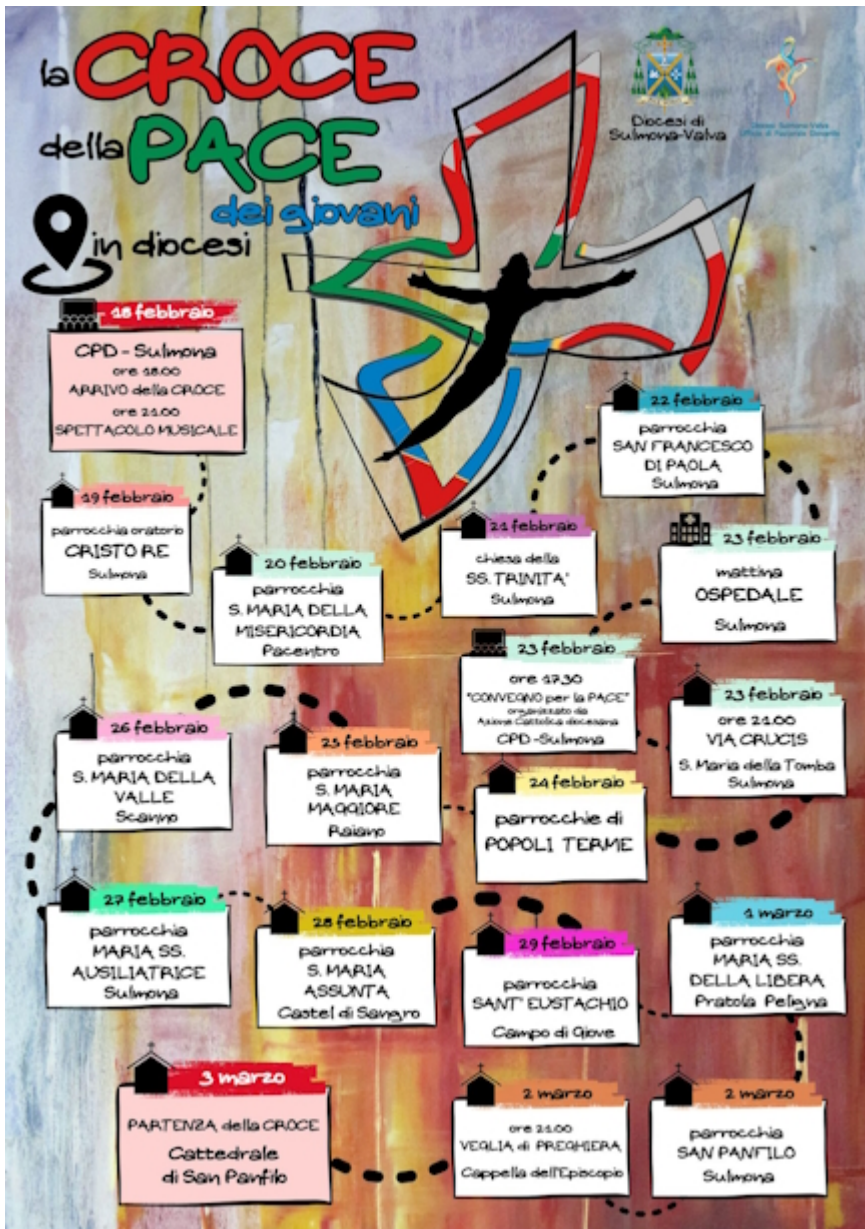 la CROCE
della PACE
dei giovani
in diocesi
Diocesi di
Sulmona-Valva
18 febbraio
CPD - Sulmona
ore 18.00
ARRIVO della CROCE
ore 21.00
SPETTACOLO MUSICALE
19 febbraio
parrocchia oratorio
CRISTO RE
Sulmona
20 febbraio
parrocchia
S. MARIA DELLA
MISERICORDIA
Pacentro
21 febbraio
chiesa della
SS. TRINITA'
Sulmona
22 febbraio
parrocchia
SAN FRANCESCO
DI PAOLA
Sulmona
23 febbraio
mattina
OSPEDALE
Sulmona
23 febbraio
ore 17.30
"CONVEGNO per la PACE"
organizzato da
Azione Cattolica diocesana
CPD -Sulmona
23 febbraio
ore 21.00
VIA CRUCIS
S. Maria della Tomba
Sulmona
24 febbraio
parrocchie di
POPOLI TERME
25 febbraio
parrocchia
S. MARIA
MAGGIORE
Raiano
26 febbraio
parrocchia
S. MARIA DELLA
VALLE
Scanno
27 febbraio
parrocchia
MARIA SS.
AUSILIATRICE
Sulmona
28 febbraio
parrocchia
S. MARIA
ASSUNTA
Castel di Sangro
29 febbraio
parrocchia
SANT' EUSTACHIO
Campo di Giove
1 marzo
parrocchia
MARIA SS.
DELLA LIBERA
Pratola Peligna
2 marzo
parrocchia
SAN PANFILO
Sulmona
2 marzo
ore 21.00
VEGLIA di PREGHIERA
Cappella dell'Episcopio
3 marzo
PARTENZA della CROCE
Cattedrale
di San Panfilo